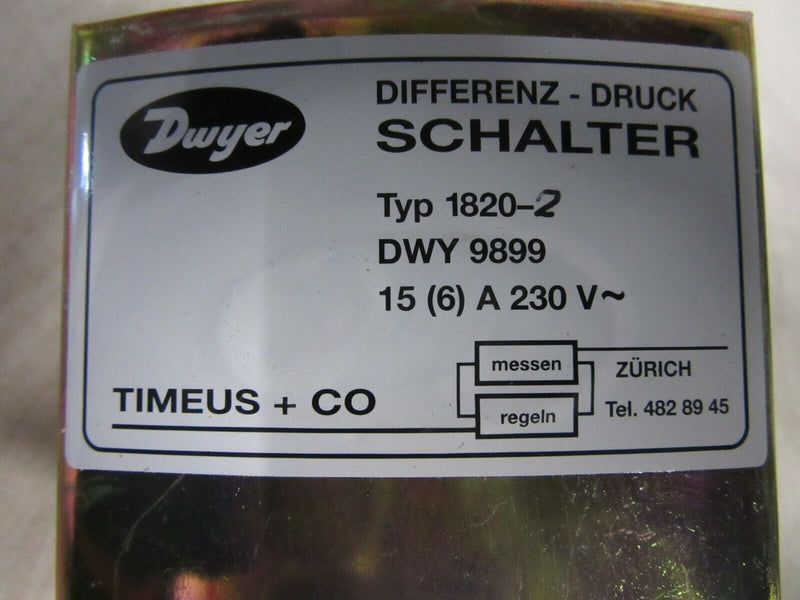 Dwyer
DIFFERENZ - DRUCK
SCHALTER
Typ 1820-2
DWY 9899
15 (6) A 230 V~
TIMEUS + CO
messen
regeln
ZÜRICH
Tel. 482 89 45